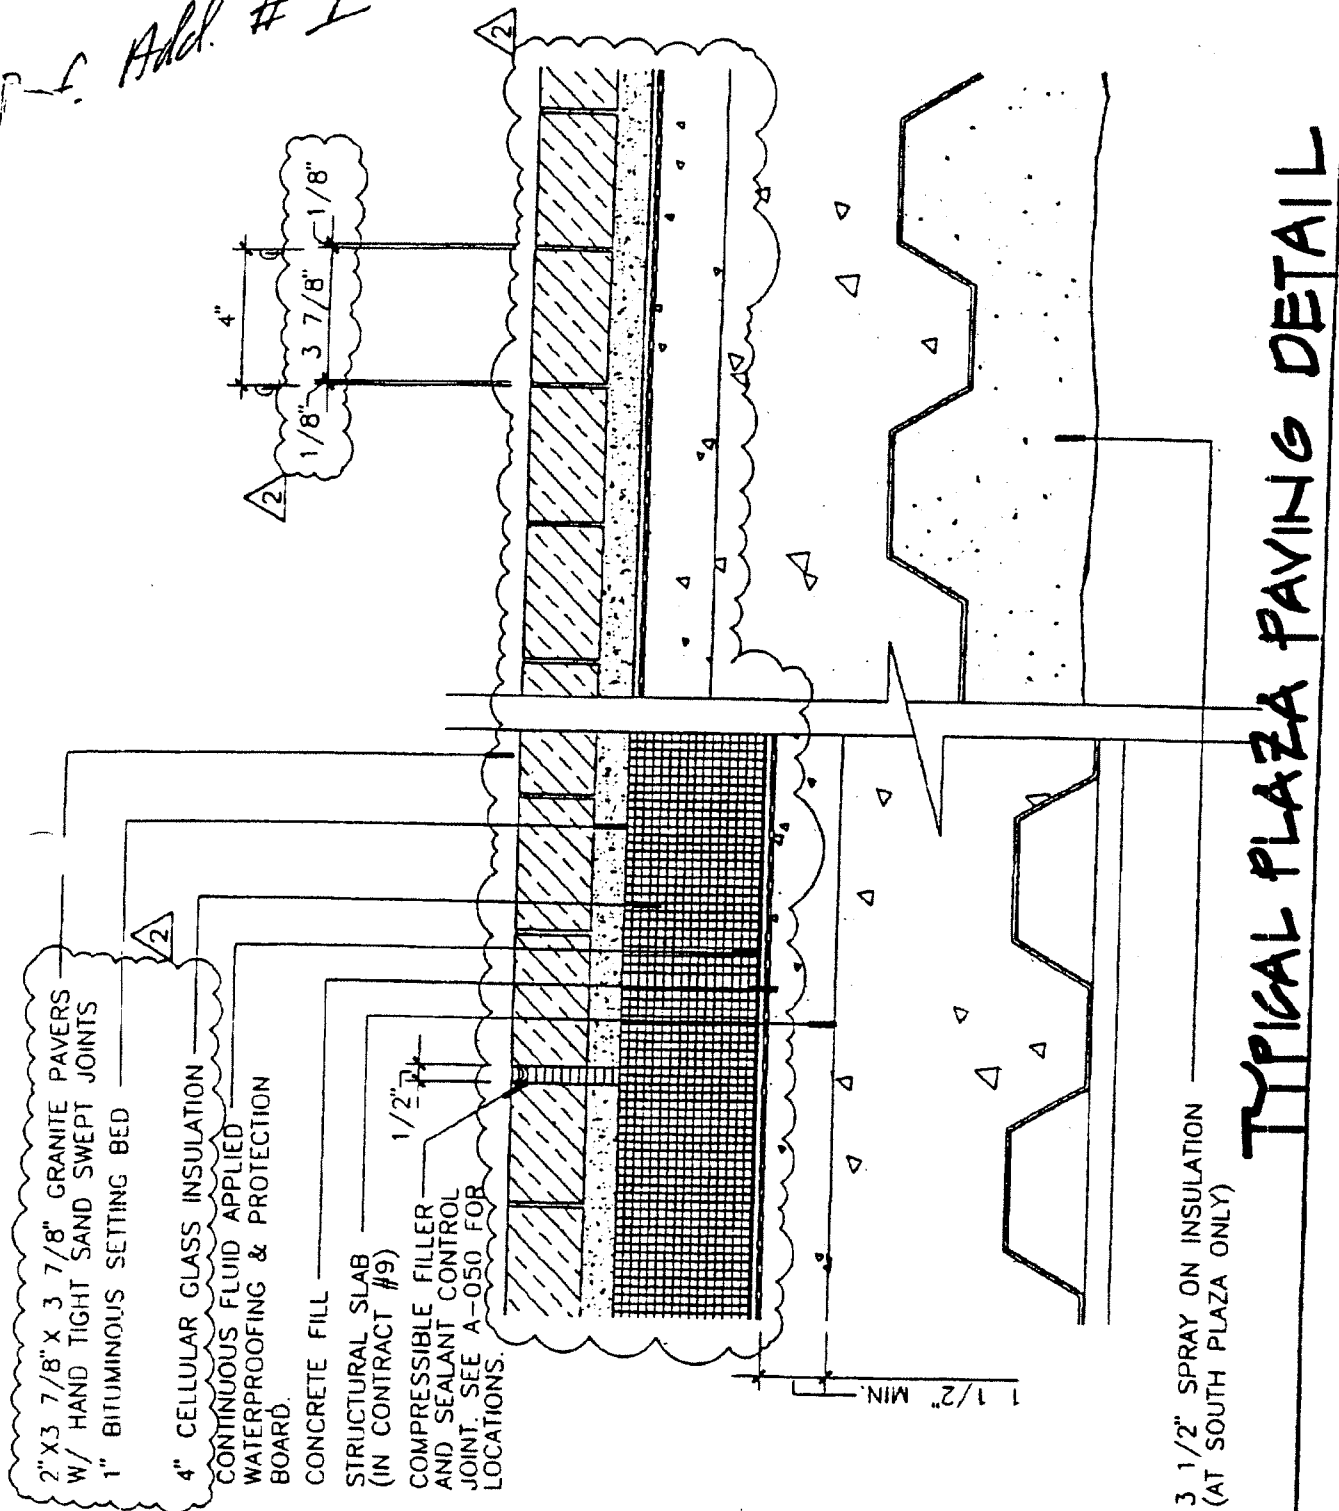 Add. # 1
2
4"
1/8" 3 7/8" 1/8"
2
2"X3 7/8"X 3 7/8" GRANITE PAVERS
W/ HAND TIGHT SAND SWEPT JOINTS
1" BITUMINOUS SETTING BED
2
4" CELLULAR GLASS INSULATION
CONTINUOUS FLUID APPLIED
WATERPROOFING & PROTECTION
BOARD.
CONCRETE FILL
STRUCTURAL SLAB
(IN CONTRACT #9)
COMPRESSIBLE FILLER
AND SEALANT CONTROL
JOINT. SEE A-050 FOR
LOCATIONS.
1/2"
1 1/2" MIN.
3 1/2" SPRAY ON INSULATION
(AT SOUTH PLAZA ONLY)
TYPICAL PLAZA PAVING DETAIL